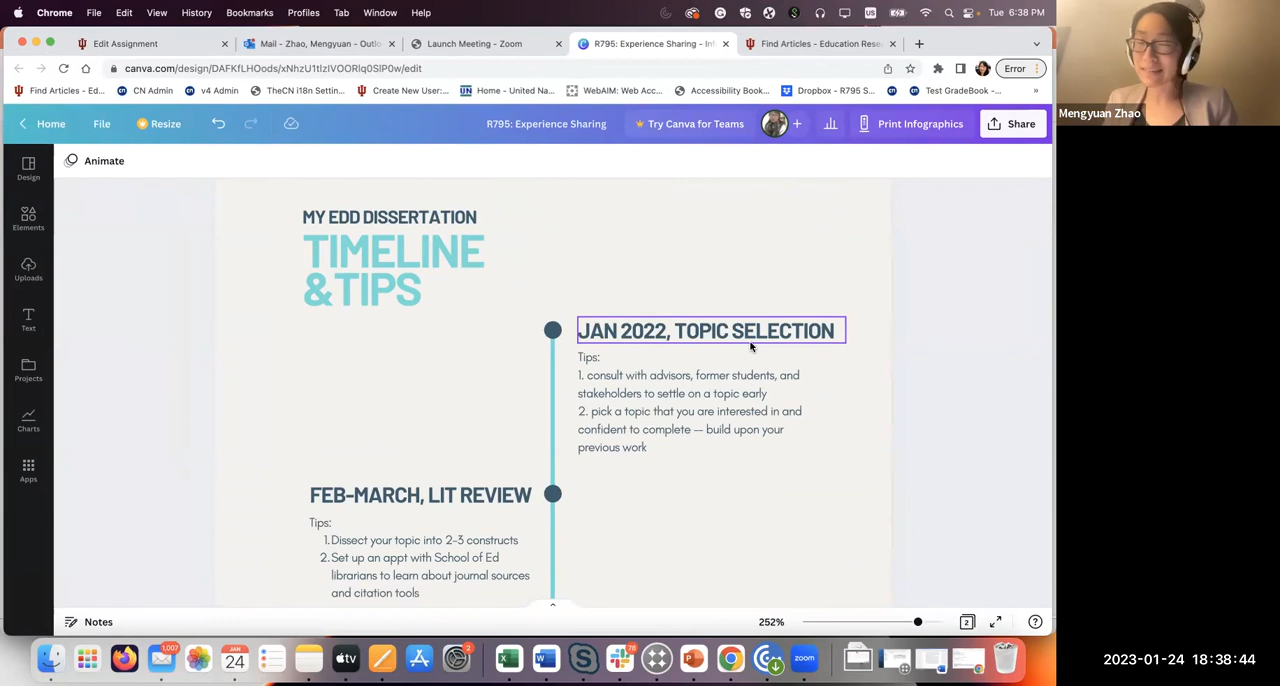 Chrome File Edit View History Bookmarks Profiles Tab Window Help
US
Tue 6:38 PM
Edit Assignment
Mail - Zhao, Mengyuan - Outlo
Launch Meeting - Zoom
R795: Experience Sharing - Inf
Find Articles - Education Rese
canva.com/design/DAFKfLHOods/xNhzU1tlzIVOORlq0SlP0w/edit
Error
Find Articles - Ed...
CN Admin
v4 Admin
TheCN i18n Settin...
Create New User:...
Home - United Na...
WebAIM: Web Acc...
Accessibility Book...
Dropbox - R795 S...
Test GradeBook -...
Home
File
Resize
R795: Experience Sharing
Try Canva for Teams
+
Print Infographics
Share
Mengyuan Zhao
Animate
Design
Elements
Uploads
Text
Projects
Charts
Apps
MY EDD DISSERTATION
TIMELINE
&TIPS
JAN 2022, TOPIC SELECTION
Tips:
1. consult with advisors, former students, and
stakeholders to settle on a topic early
2. pick a topic that you are interested in and
confident to complete — build upon your
previous work
FEB-MARCH, LIT REVIEW
Tips:
1. Dissect your topic into 2-3 constructs
2. Set up an appt with School of Ed
librarians to learn about journal sources
and citation tools
Notes
252%
2
1,007
JAN
24
2
78
zoom
2023-01-24 18:38:44